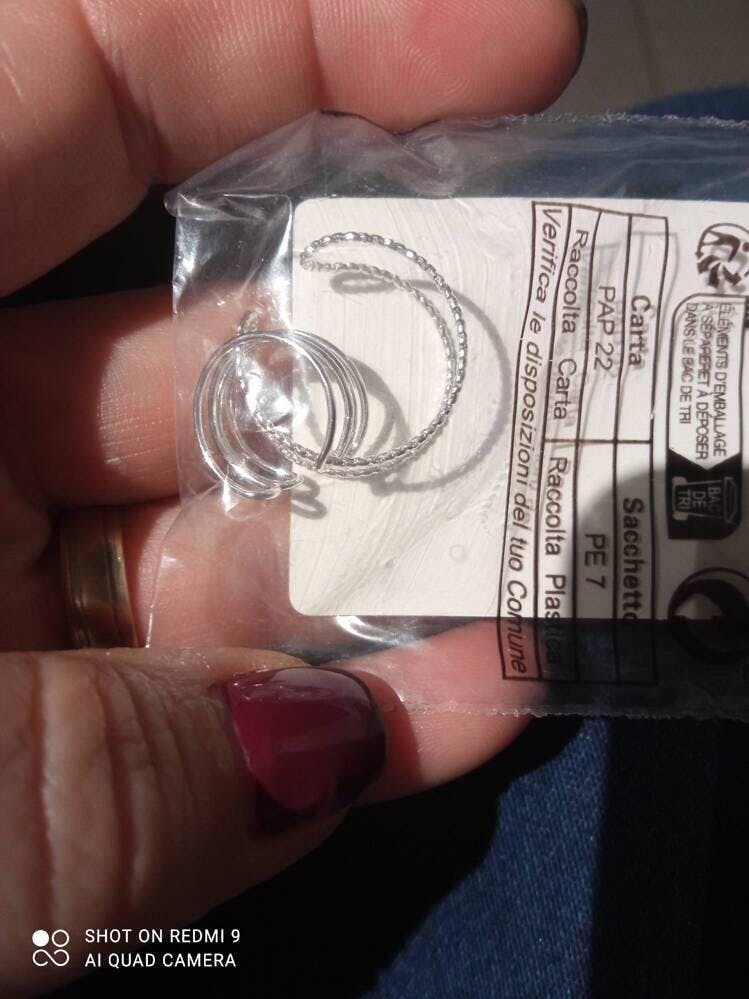 Carta
Sacchetto
PAP 22
PE 7
Raccolta Carta
Raccolta Plastica
Verifica le disposizioni del tuo Comune
ÉLÉMENTS D'EMBALLAGE
À SÉPARER ET À DÉPOSER
DANS LE BAC DE TRI
BAC
DE
TRI
SHOT ON REDMI 9
AI QUAD CAMERA